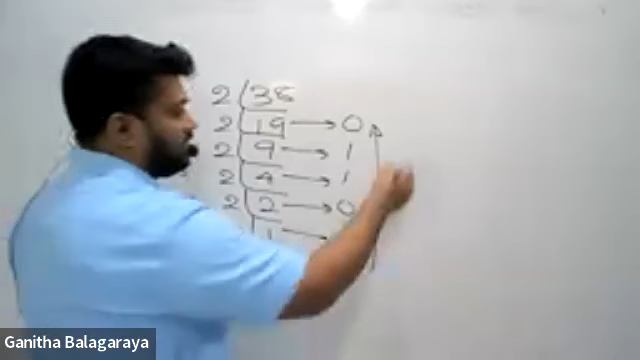 2 38
2 19 → 0
2 9 → 1
2 4 → 1
2 2 → 0
1 →
Ganitha Balagaraya